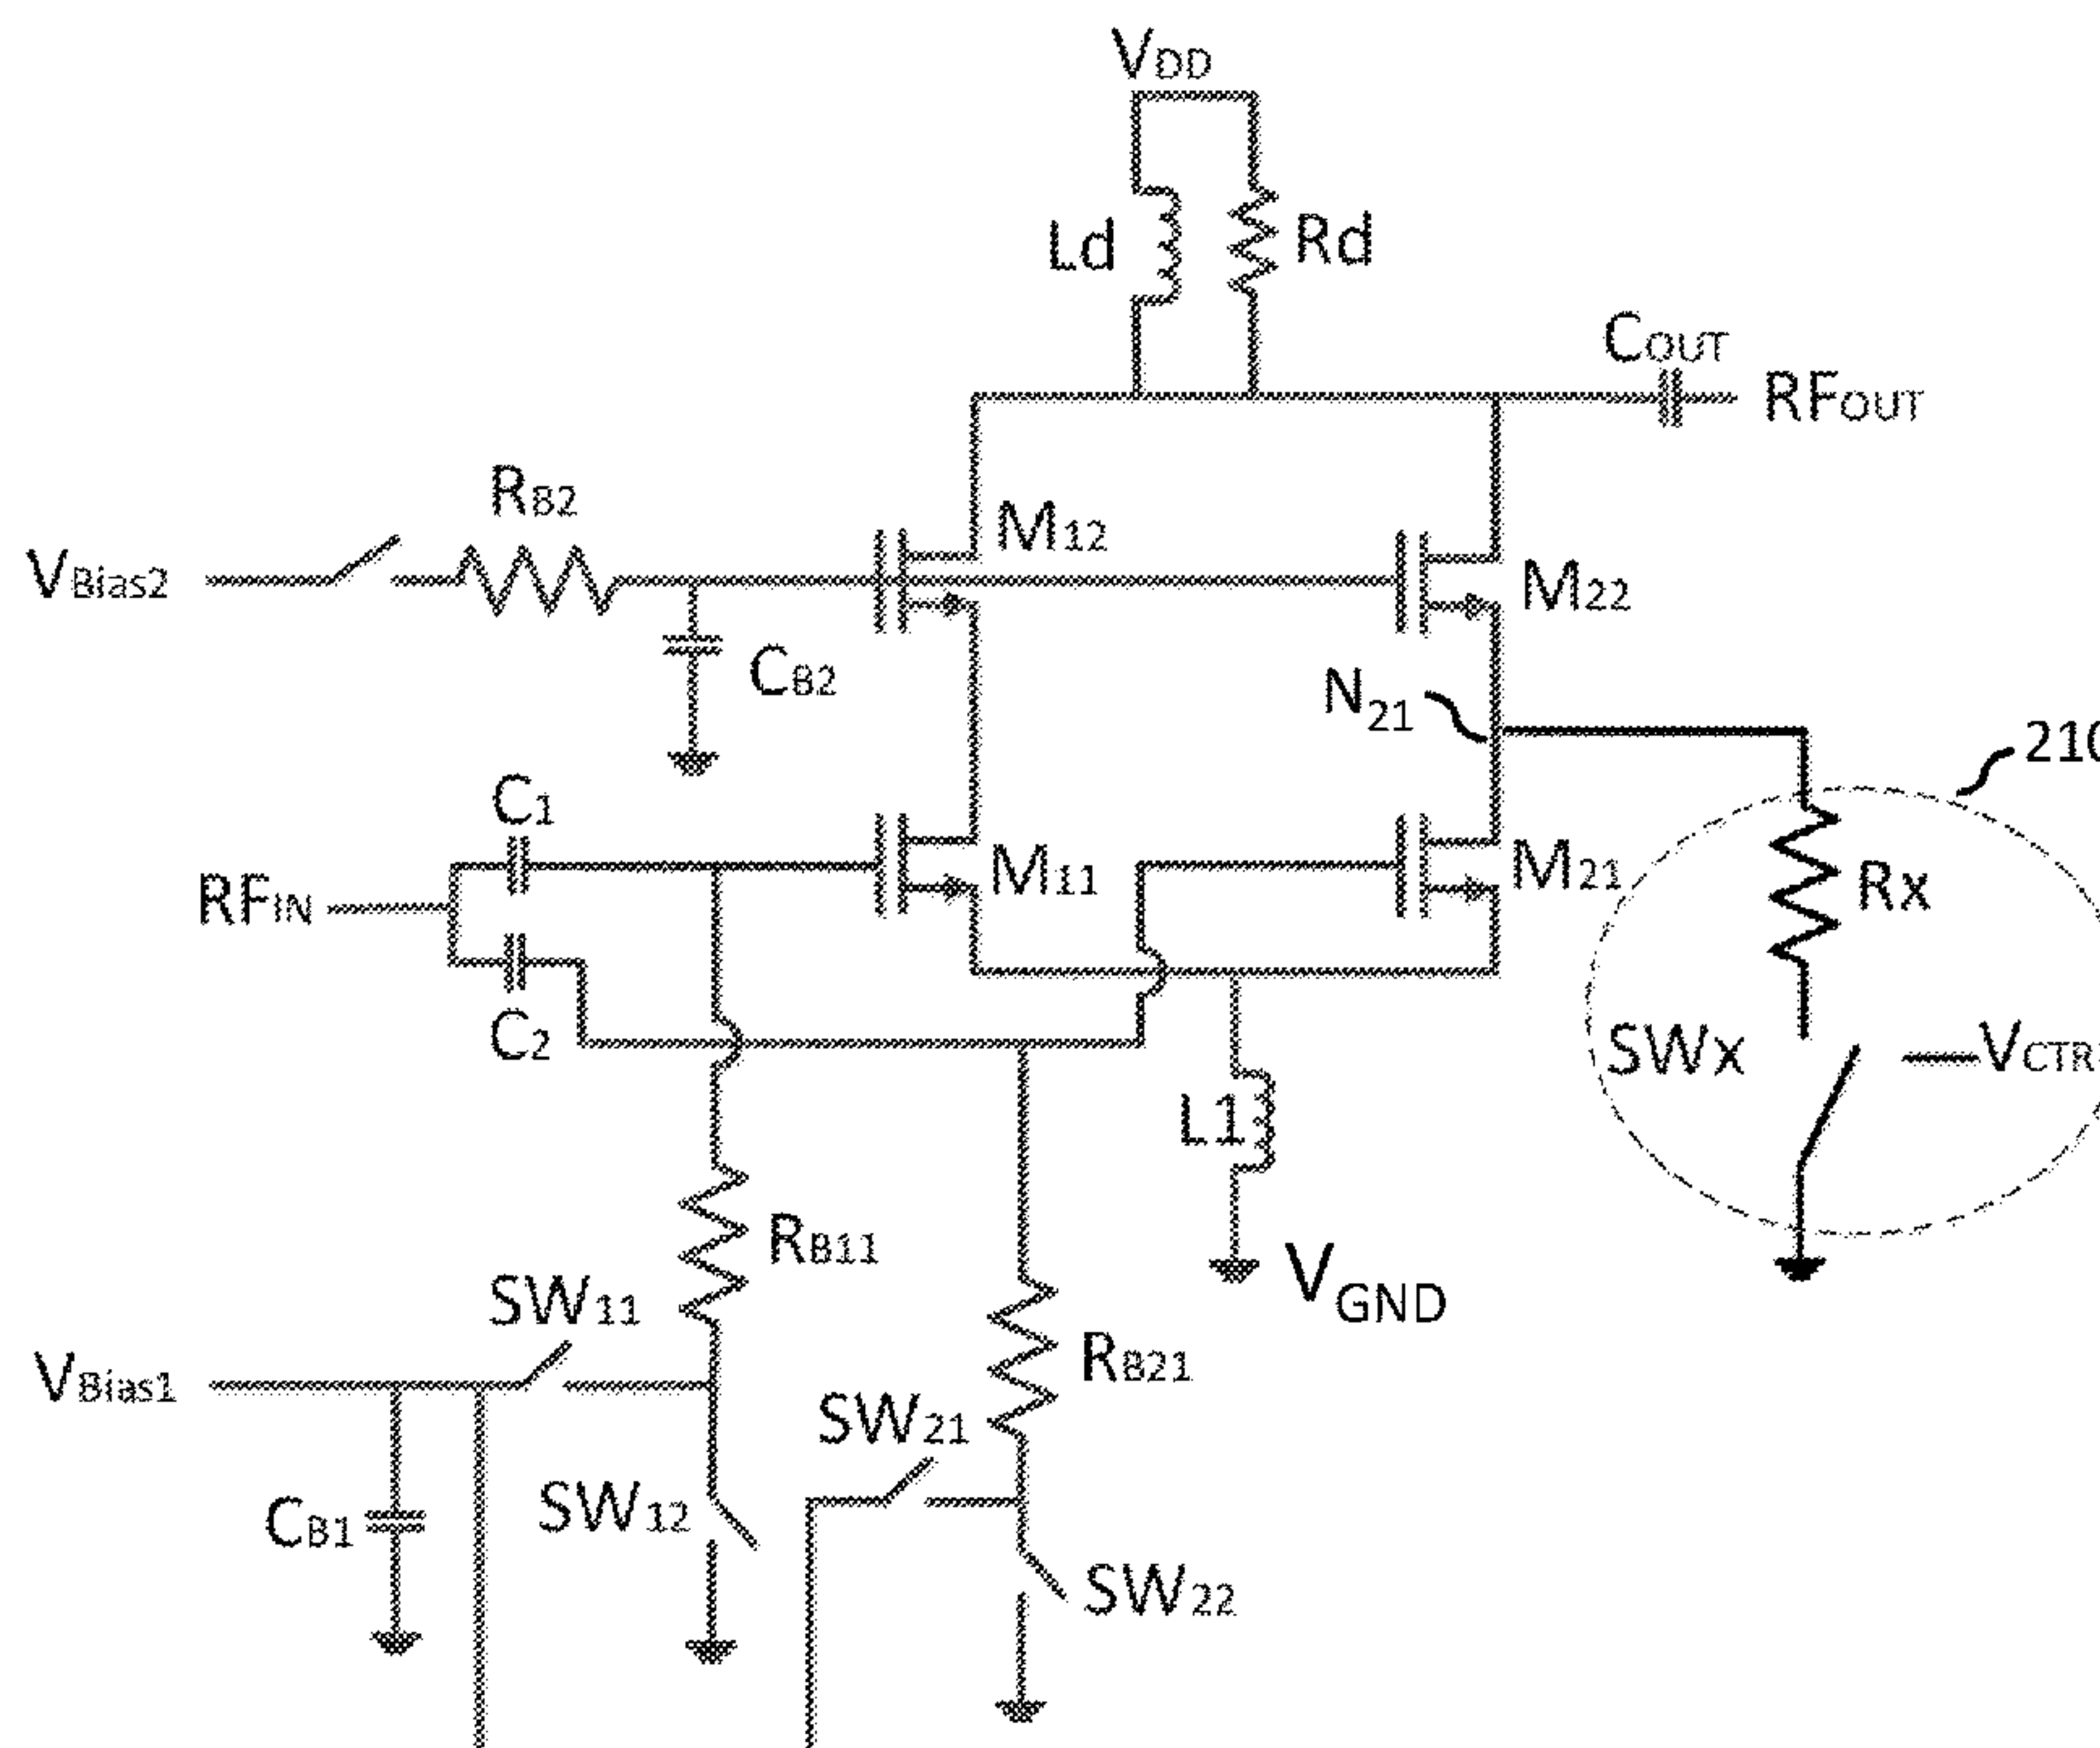 VDD
Ld
Rd
COUT
RFOUT
RB2
M12
VBias2
M22
CB2
N21
210
C1
M11
M21
Rx
RFIN
C2
SWx
VCTR
L1
RB11
VGND
SW11
RB21
VBias1
SW21
CB1
SW12
SW22